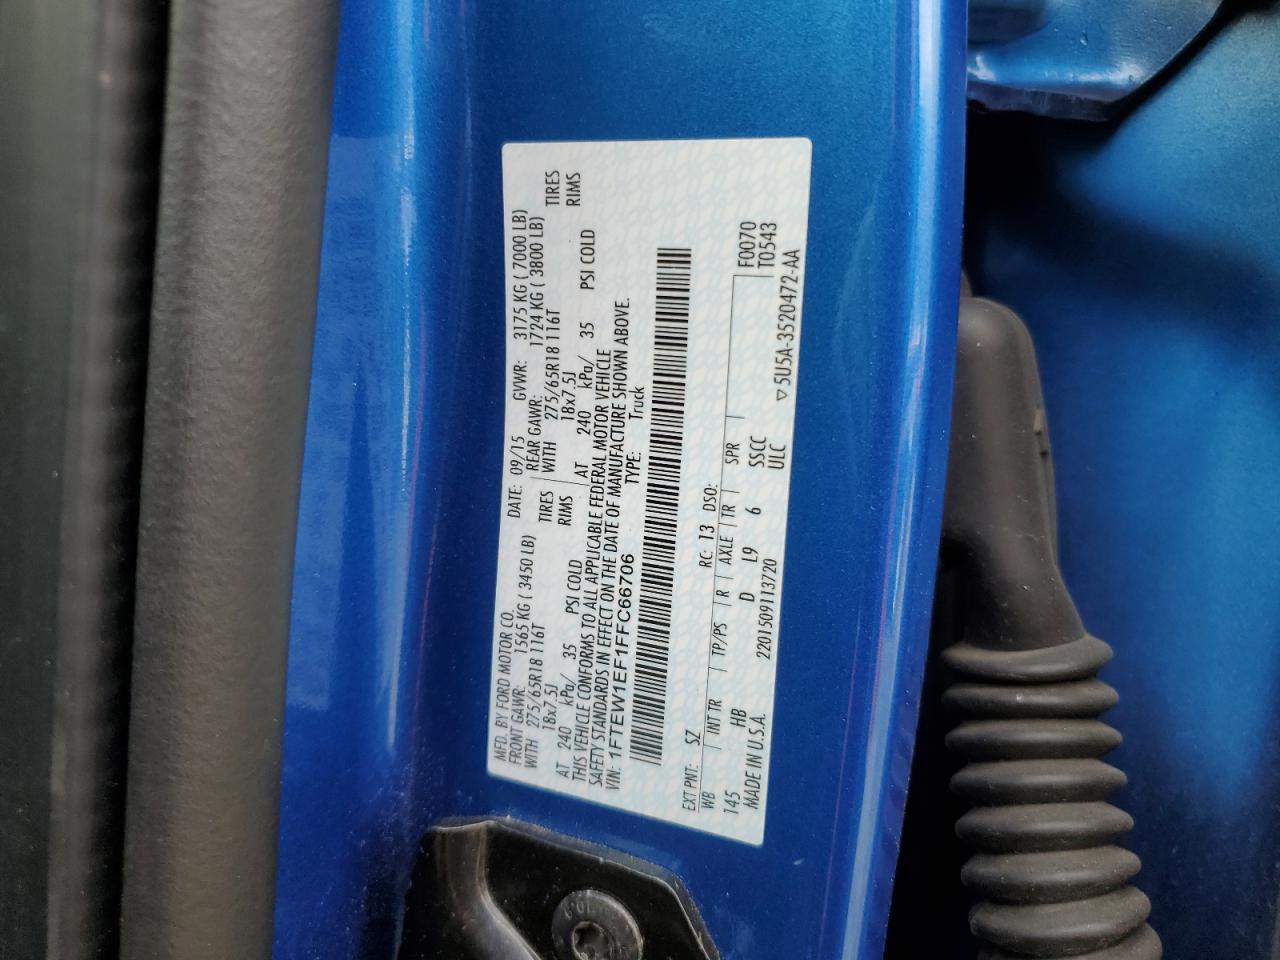 MFD. BY FORD MOTOR CO.
DATE: 09/15 GVWR: 3175 KG ( 7000 LB)
FRONT GAWR: 1565 KG ( 3450 LB) REAR GAWR: 1724 KG ( 3800 LB)
WITH 275/65R18 116T TIRES WITH 275/65R18 116T TIRES
18x7.5J RIMS 18x7.5J RIMS
AT 240 kPa/ 35 PSI COLD AT 240 kPa/ 35 PSI COLD
THIS VEHICLE CONFORMS TO ALL APPLICABLE FEDERAL MOTOR VEHICLE
SAFETY STANDARDS IN EFFECT ON THE DATE OF MANUFACTURE SHOWN ABOVE.
VIN: 1FTEW1EF1FFC66706 TYPE: Truck
EXT PNT: SZ RC: 13 DSO:
WB INT TR TP/PS R AXLE TR SPR F0070
145 HB D L9 6 SSCC T0543
MADE IN U.S.A. 2201509113720 ULC ▽5U5A-3520472-AA
10.9